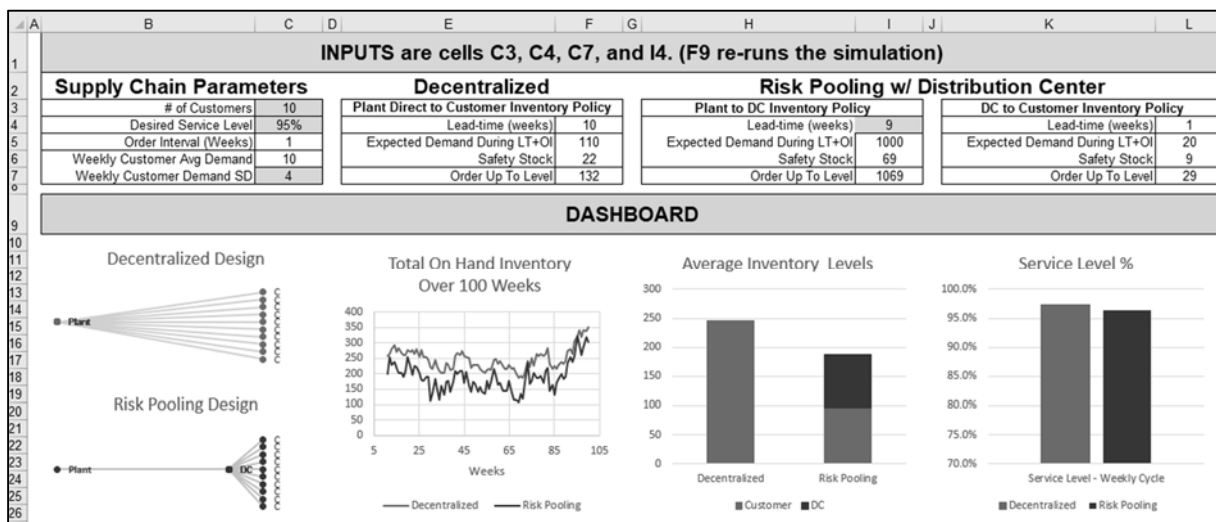 A B C D E F G H I J K L
1 INPUTS are cells C3, C4, C7, and I4. (F9 re-runs the simulation)
2 Supply Chain Parameters Decentralized Risk Pooling w/ Distribution Center
3 # of Customers 10 Plant Direct to Customer Inventory Policy Plant to DC Inventory Policy DC to Customer Inventory Policy
4 Desired Service Level 95% Lead-time (weeks) 10 Lead-time (weeks) 9 Lead-time (weeks) 1
5 Order Interval (Weeks) 1 Expected Demand During LT+OI 110 Expected Demand During LT+OI 1000 Expected Demand During LT+OI 20
6 Weekly Customer Avg Demand 10 Safety Stock 22 Safety Stock 69 Safety Stock 9
7 Weekly Customer Demand SD 4 Order Up To Level 132 Order Up To Level 1069 Order Up To Level 29
9 DASHBOARD
10
11
12
13
14
15
16
17
18
19
20
21
22
23
24
25
26
Decentralized Design
Plant
C
C
C
C
C
C
C
C
Risk Pooling Design
Plant DC
C
C
C
C
C
C
C
C
Total On Hand Inventory
Over 100 Weeks
400
350
300
250
200
150
100
50
0
5 25 45 65 85 105
Weeks
Decentralized Risk Pooling
Average Inventory Levels
300
250
200
150
100
50
0
Decentralized Risk Pooling
Customer DC
Service Level %
100.0%
95.0%
90.0%
85.0%
80.0%
75.0%
70.0%
Service Level - Weekly Cycle
Decentralized Risk Pooling